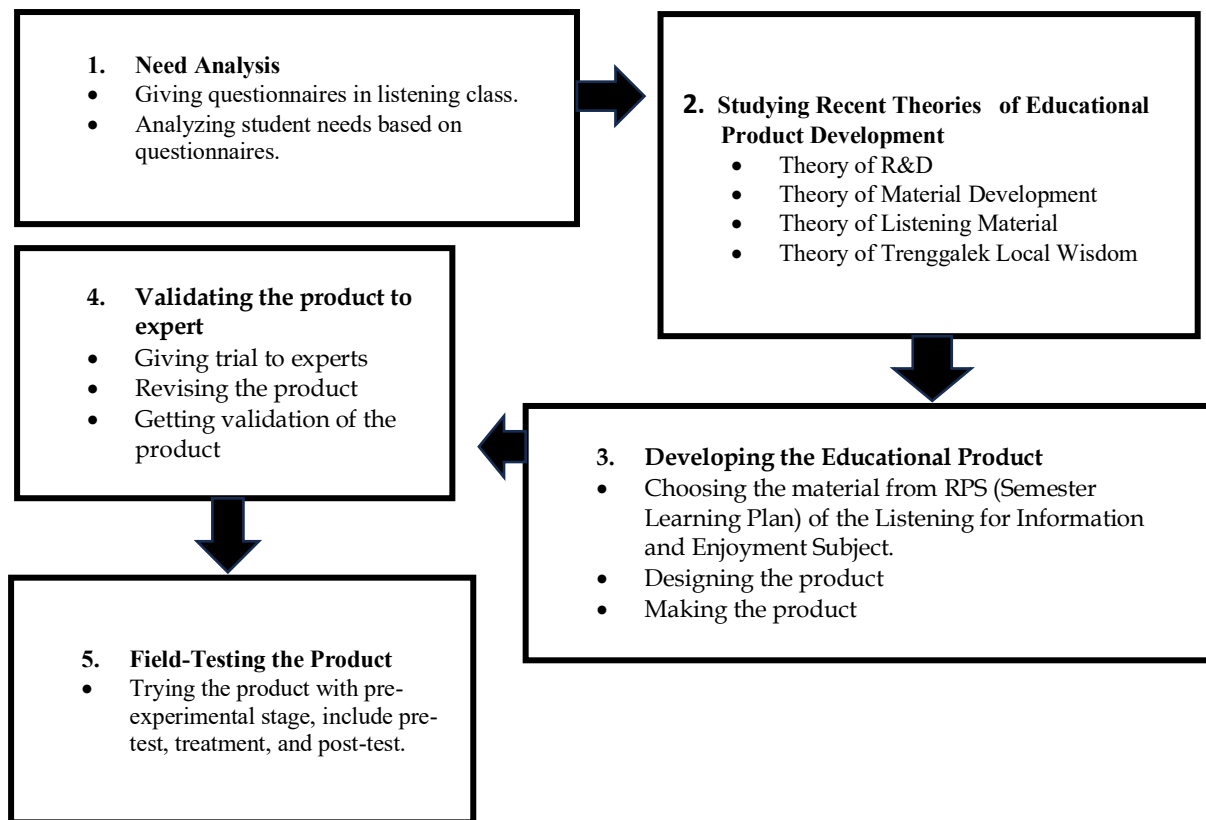 1. Need Analysis
• Giving questionnaires in listening class.
• Analyzing student needs based on
questionnaires.
2. Studying Recent Theories of Educational
Product Development
• Theory of R&D
• Theory of Material Development
• Theory of Listening Material
• Theory of Trenggalek Local Wisdom
3. Developing the Educational Product
• Choosing the material from RPS (Semester
Learning Plan) of the Listening for Information
and Enjoyment Subject.
• Designing the product
• Making the product
4. Validating the product to
expert
• Giving trial to experts
• Revising the product
• Getting validation of the
product
5. Field-Testing the Product
• Trying the product with pre-
experimental stage, include pre-
test, treatment, and post-test.